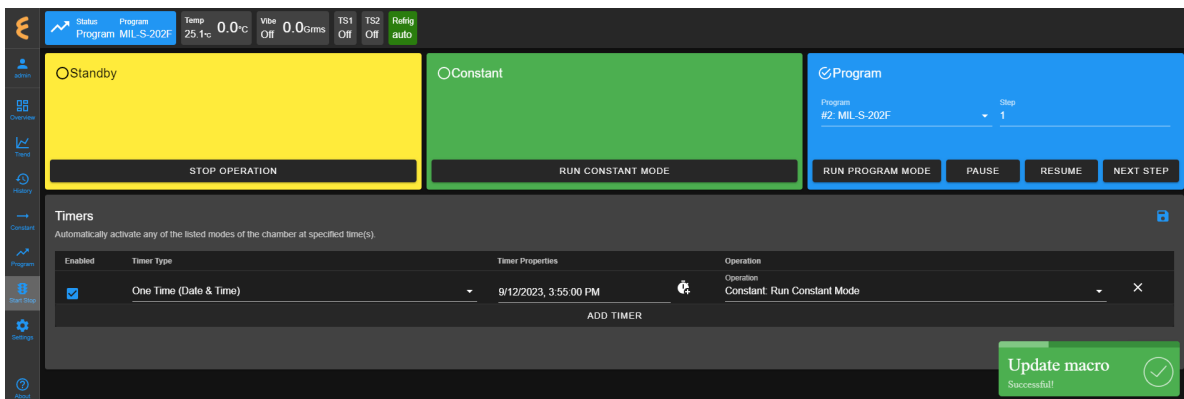 Status Program
Program MIL-S-202F
Temp
25.1°C 0.0°C
Vibe
Off 0.0Grms
TS1
Off
TS2
Off
Refrig
auto
admin
Overview
Trend
History
Constant
Program
Start Stop
Settings
About
Standby
STOP OPERATION
Constant
RUN CONSTANT MODE
Program
Program Step
#2: MIL-S-202F 1
RUN PROGRAM MODE PAUSE RESUME NEXT STEP
Timers
Automatically activate any of the listed modes of the chamber at specified time(s).
Enabled Timer Type Timer Properties Operation
Operation
One Time (Date & Time) 9/12/2023, 3:55:00 PM Constant: Run Constant Mode
ADD TIMER
Update macro
Successful!